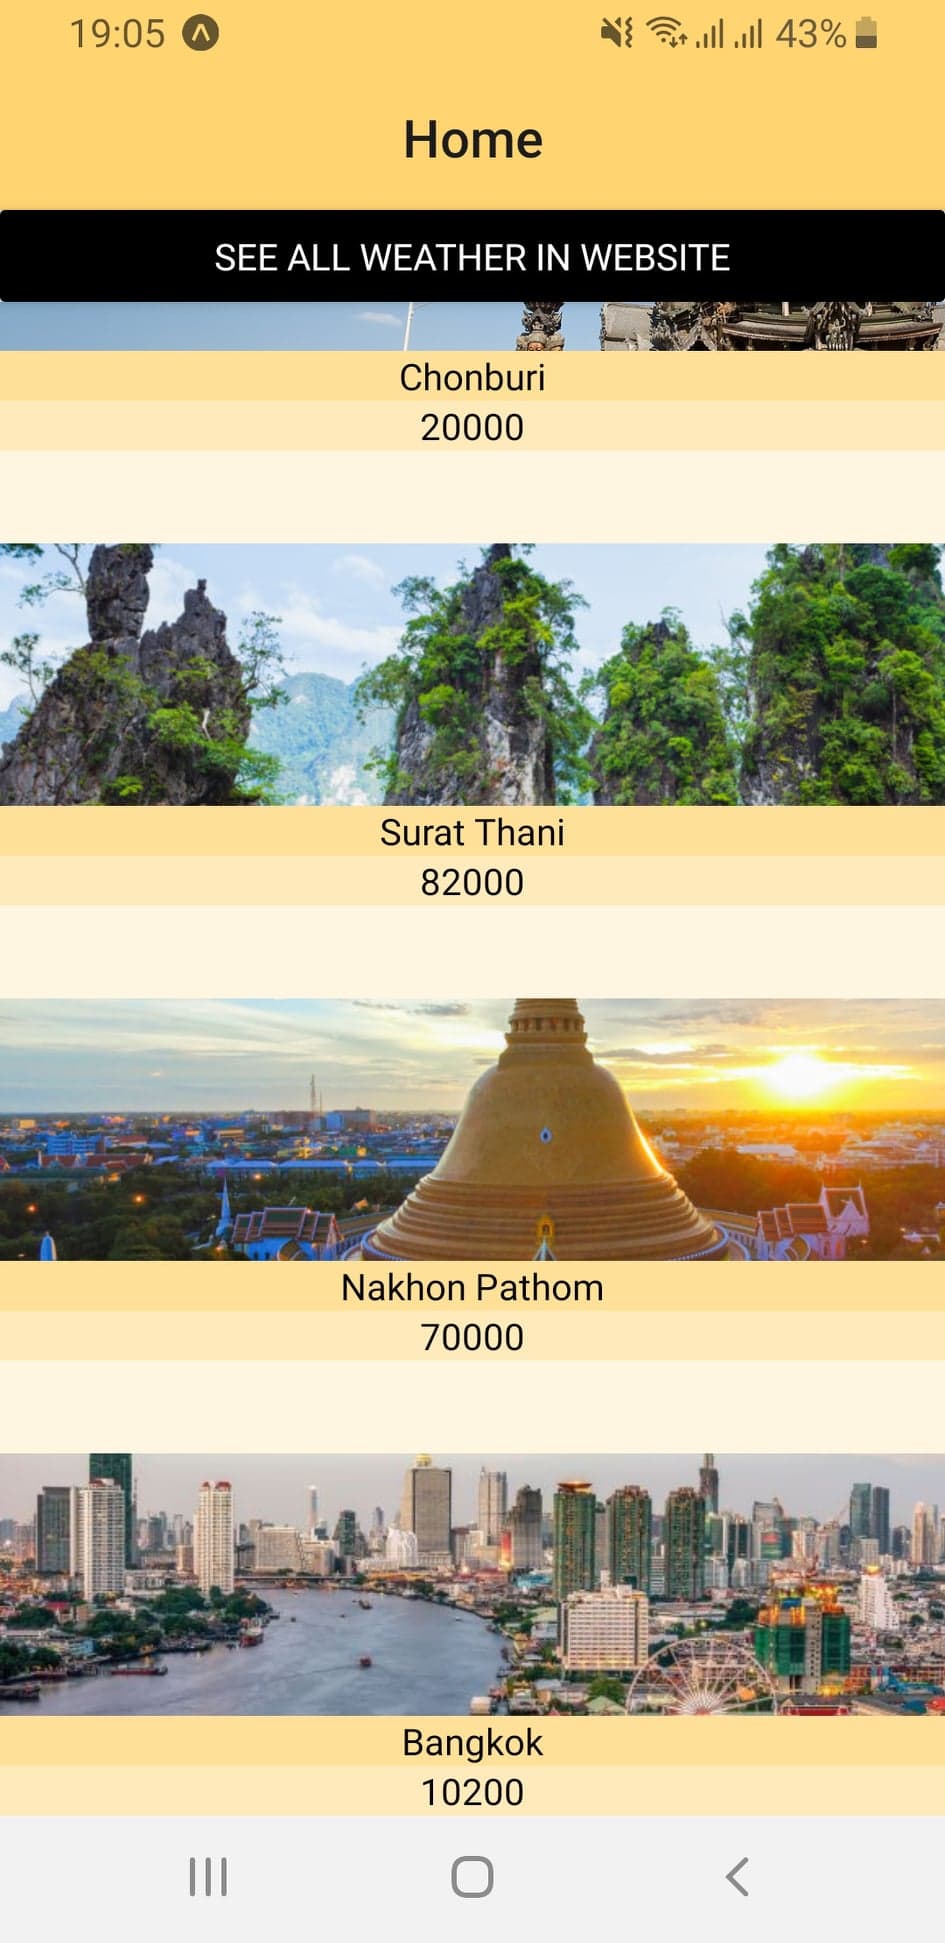 19:05
43%
Home
SEE ALL WEATHER IN WEBSITE
Chonburi
20000
Surat Thani
82000
Nakhon Pathom
70000
Bangkok
10200